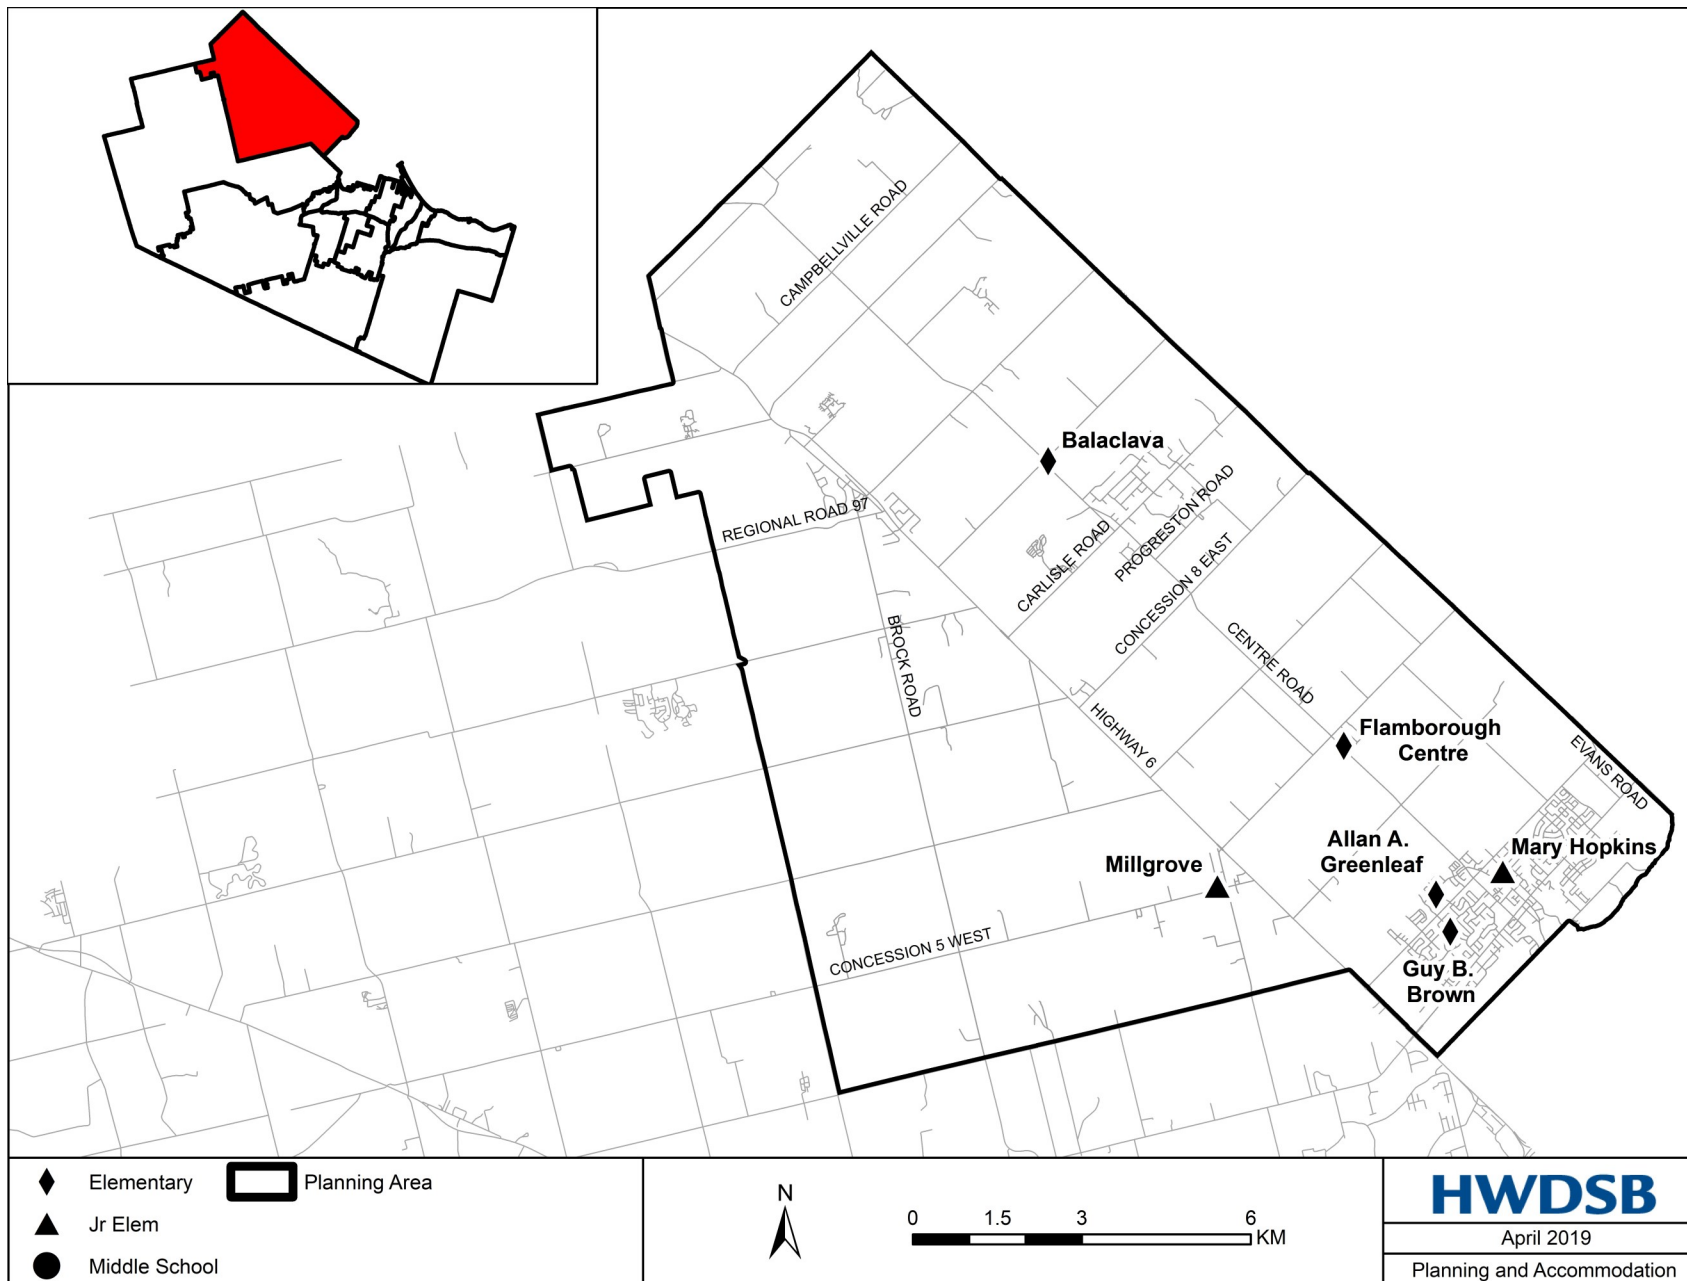 CAMPBELLVILLE ROAD
Balaclava
REGIONAL ROAD 97
CARLISLE ROAD
PROGRESTON ROAD
CONCESSION 8 EAST
BROCK ROAD
CENTRE ROAD
HIGHWAY 6
Flamborough
Centre
EVANS ROAD
Allan A.
Greenleaf
Mary Hopkins
Millgrove
CONCESSION 5 WEST
Guy B.
Brown
Elementary
Planning Area
Jr Elem
Middle School
N
0 1.5 3 6
KM
HWDSB
April 2019
Planning and Accommodation